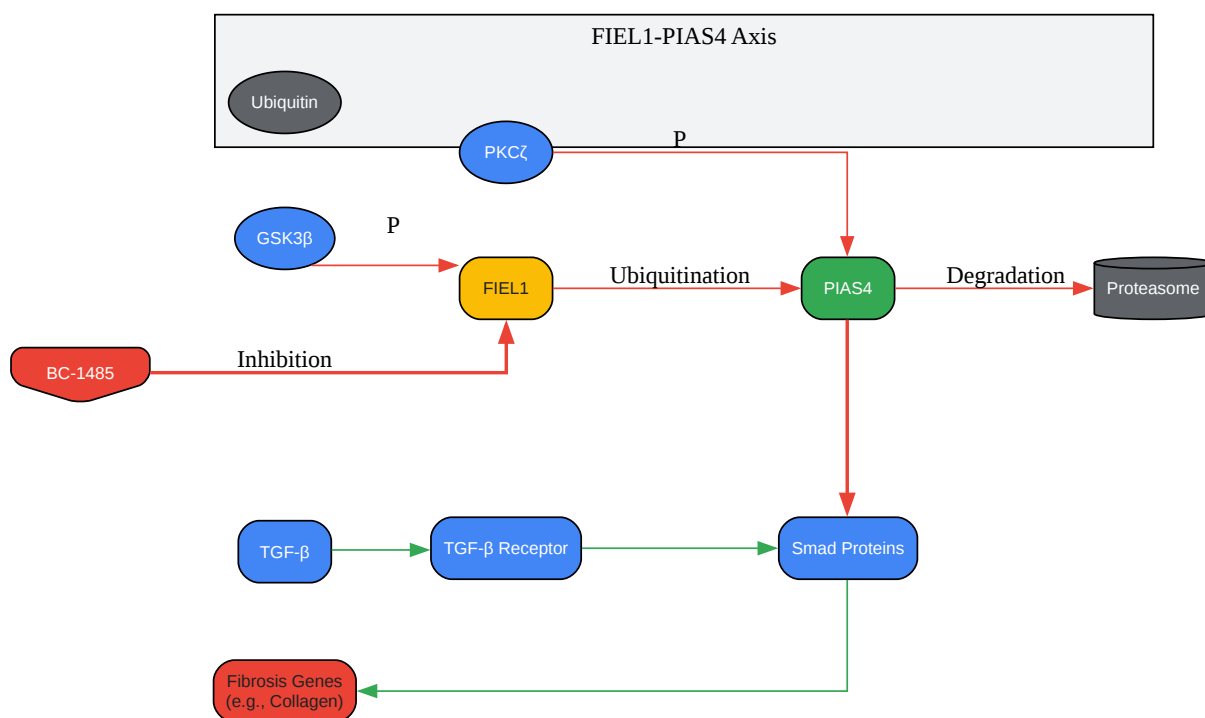 FIEL1-PIAS4 Axis
Ubiquitin
PKCζ
P
GSK3β
P
FIEL1
Ubiquitination
PIAS4
Degradation
Proteasome
BC-1485
Inhibition
TGF-β
TGF-β Receptor
Smad Proteins
Fibrosis Genes
(e.g., Collagen)